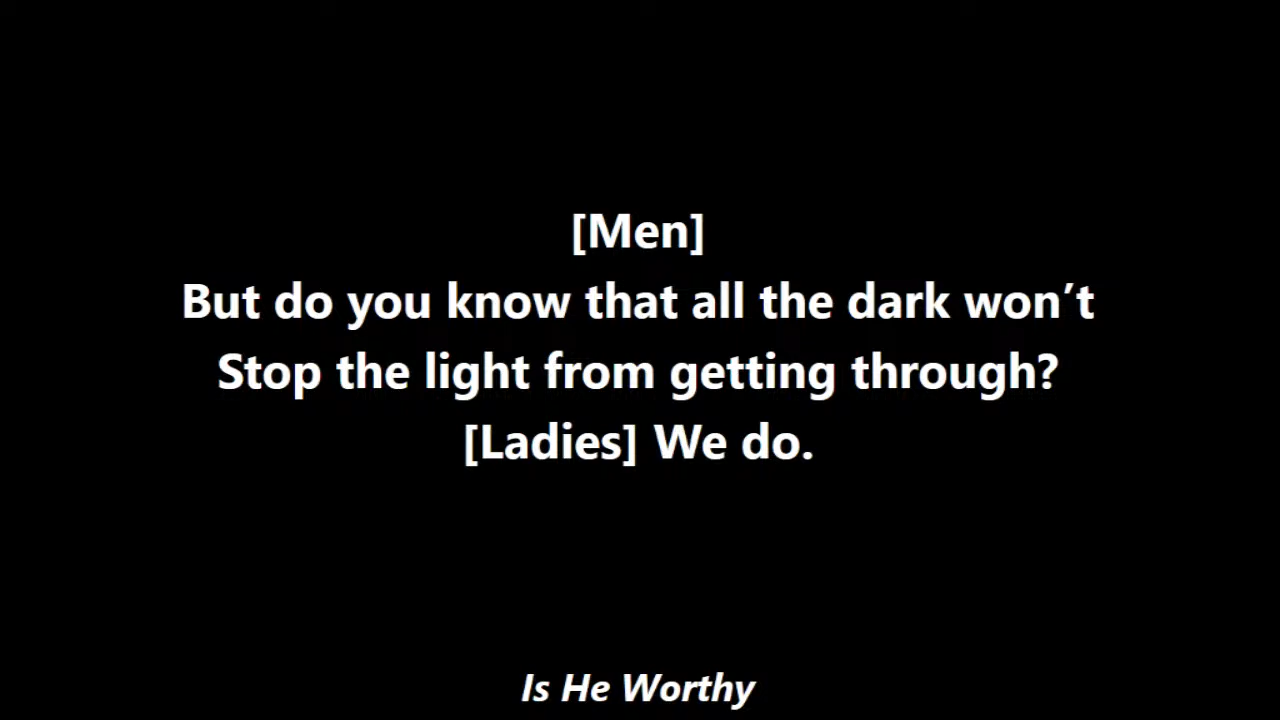 [Men]
But do you know that all the dark won’t
Stop the light from getting through?
[Ladies] We do.
Is He Worthy